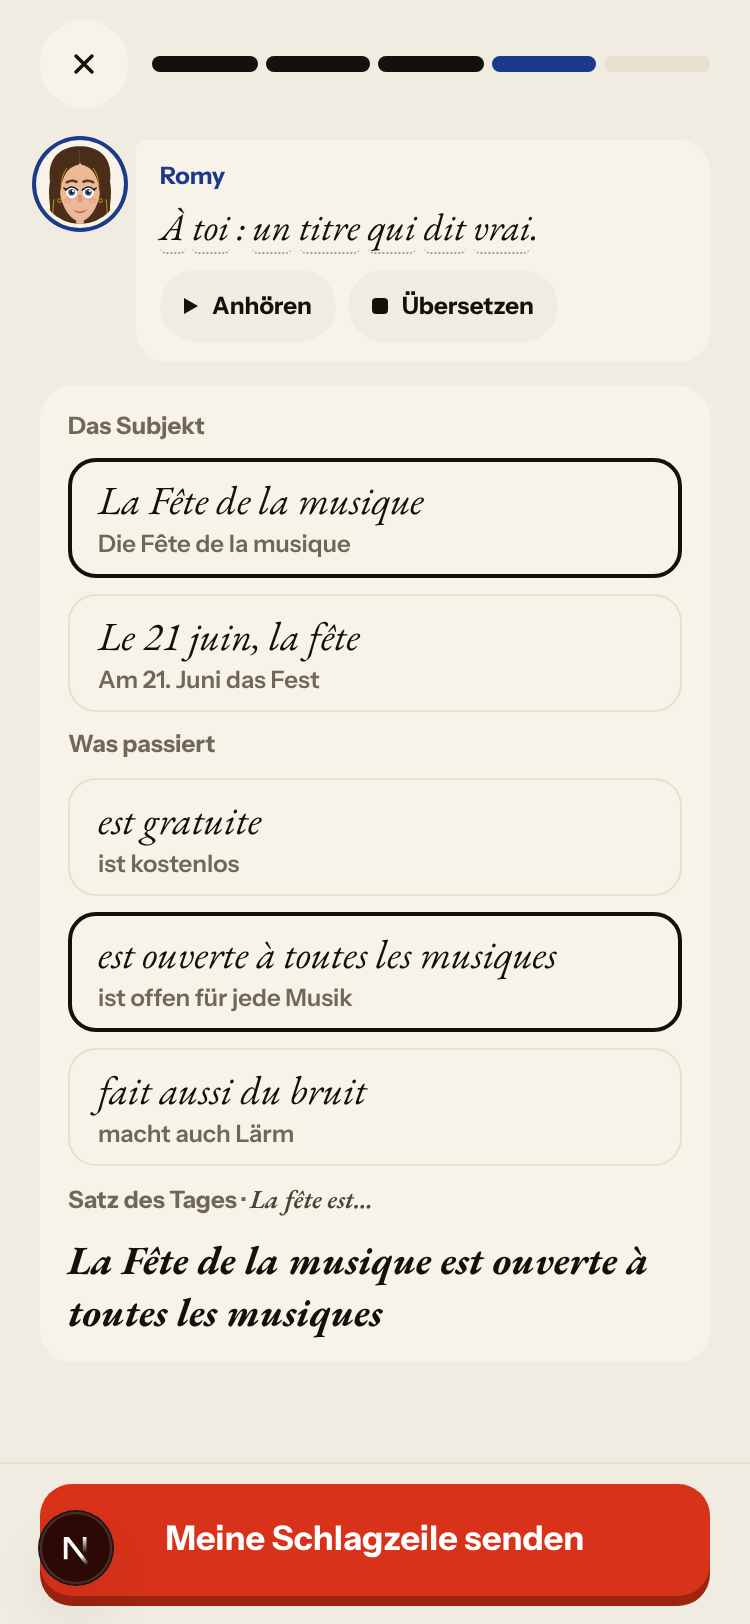 Romy
À toi : un titre qui dit vrai.
Anhören
Übersetzen
Das Subjekt
La Fête de la musique
Die Fête de la musique
Le 21 juin, la fête
Am 21. Juni das Fest
Was passiert
est gratuite
ist kostenlos
est ouverte à toutes les musiques
ist offen für jede Musik
fait aussi du bruit
macht auch Lärm
Satz des Tages · La fête est...
La Fête de la musique est ouverte à
toutes les musiques
Meine Schlagzeile senden
N